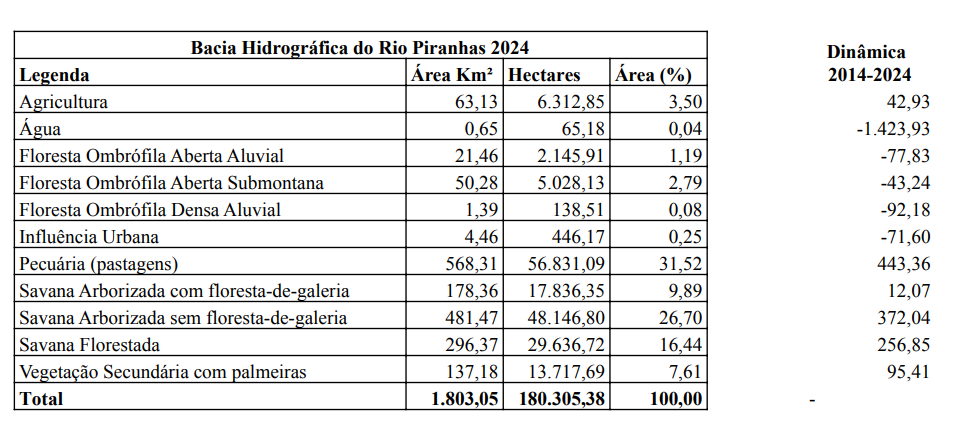 Bacia Hidrográfica do Rio Piranhas 2024 Dinâmica
Legenda Área Km² Hectares Área (%) 2014-2024
Agricultura 63,13 6.312,85 3,50 42,93
Água 0,65 65,18 0,04 -1.423,93
Floresta Ombrófila Aberta Aluvial 21,46 2.145,91 1,19 -77,83
Floresta Ombrófila Aberta Submontana 50,28 5.028,13 2,79 -43,24
Floresta Ombrófila Densa Aluvial 1,39 138,51 0,08 -92,18
Influência Urbana 4,46 446,17 0,25 -71,60
Pecuária (pastagens) 568,31 56.831,09 31,52 443,36
Savana Arborizada com floresta-de-galeria 178,36 17.836,35 9,89 12,07
Savana Arborizada sem floresta-de-galeria 481,47 48.146,80 26,70 372,04
Savana Florestada 296,37 29.636,72 16,44 256,85
Vegetação Secundária com palmeiras 137,18 13.717,69 7,61 95,41
Total 1.803,05 180.305,38 100,00 -